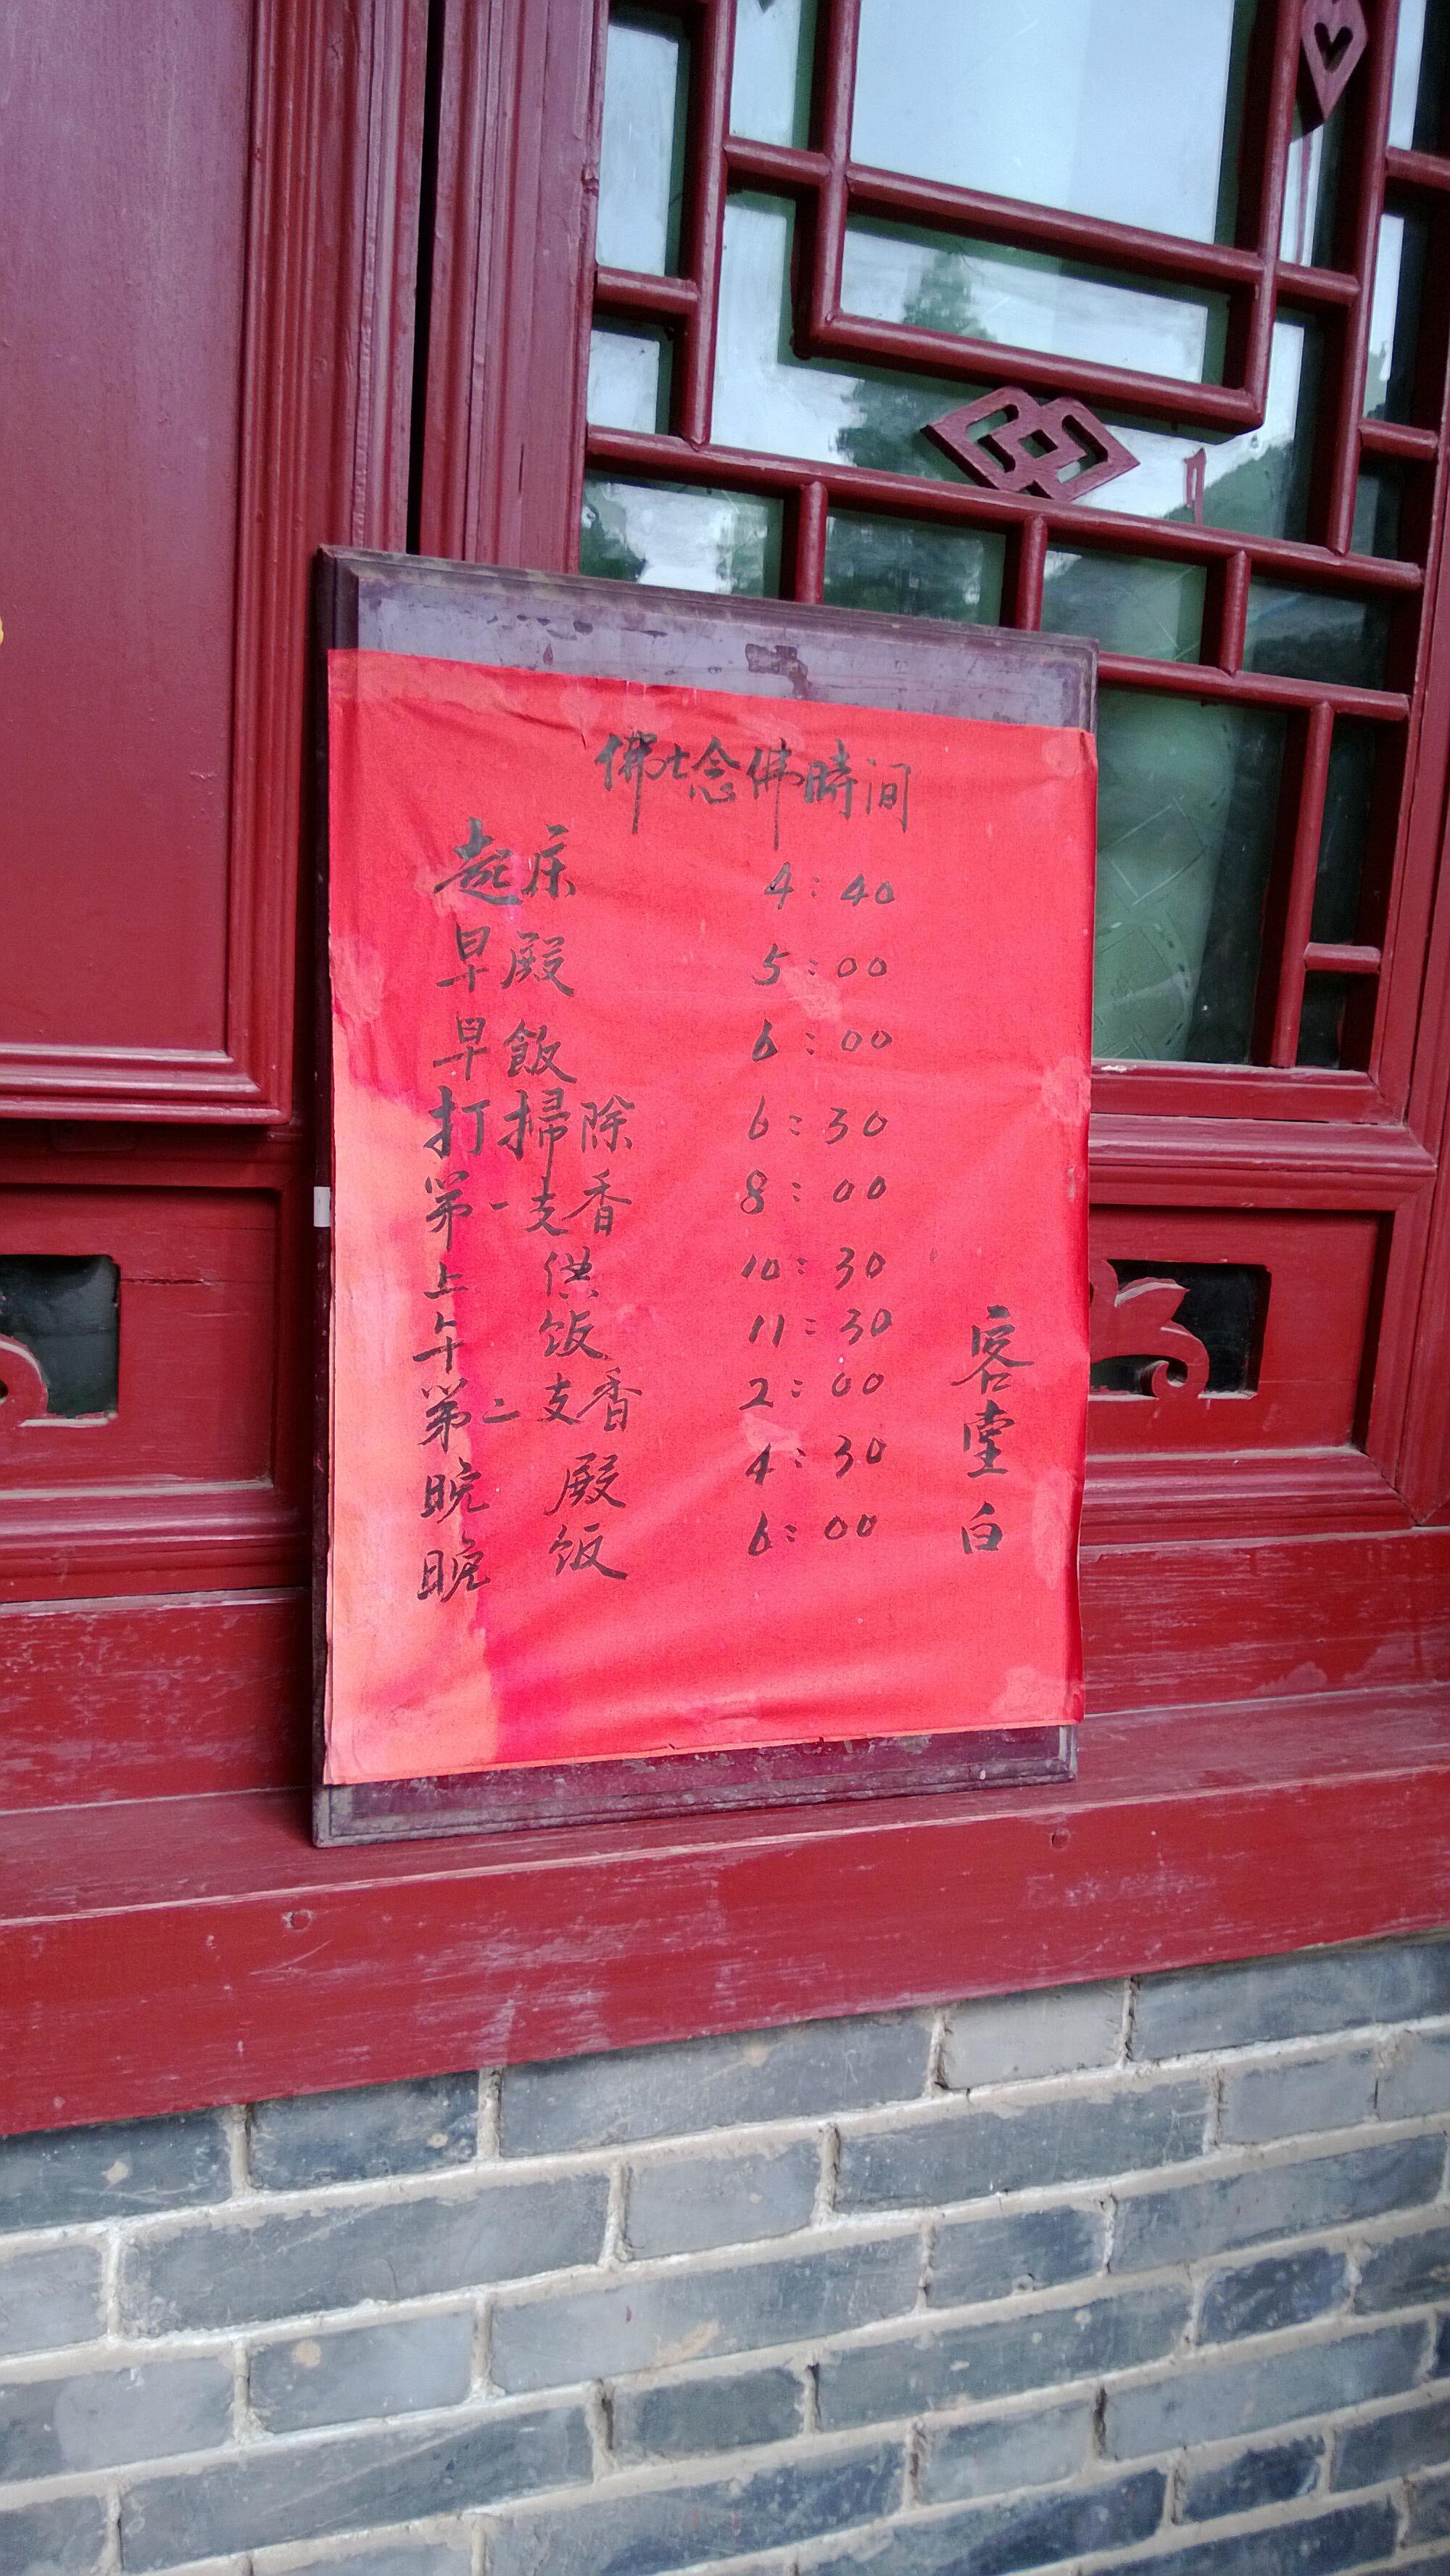 佛七念佛時间
起床 4:40
早殿 5:00
早飯 6:00
打掃除 6:30
第一支香 8:00
上供 10:30
午饭 11:30
第二支香 2:00
晚殿 4:30
晚饭 6:00
客堂白